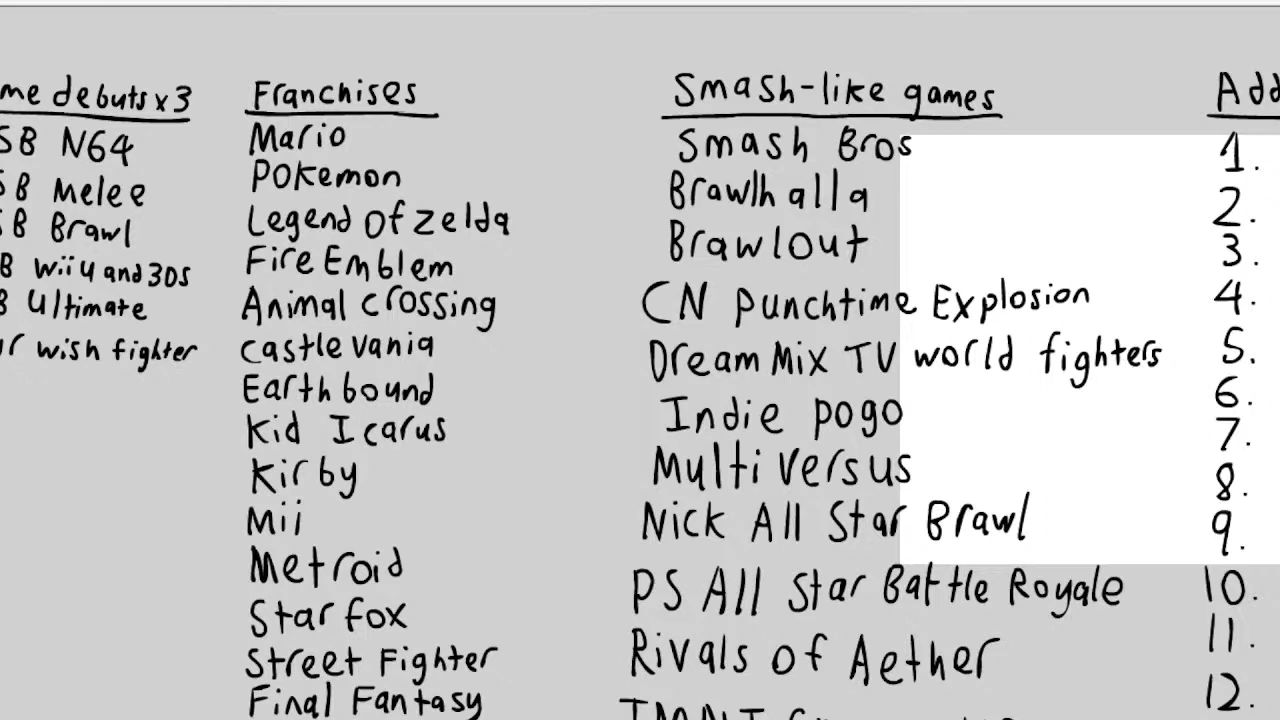 me debuts x3
SB N64
SB Melee
SB Brawl
B wii u and 3DS
B Ultimate
r wish fighter
Franchises
Mario
Pokemon
Legend of Zelda
Fire Emblem
Animal crossing
castlevania
Earthbound
Kid Icarus
Kirby
Mii
Metroid
Star fox
Street Fighter
Final Fantasy
Smash-like games
Smash Bros
Brawlhalla
Brawlout
CN Punchtime Explosion
Dream Mix TV world fighters
Indie pogo
Multi versus
Nick All Star Brawl
PS All Star Battle Royale
Rivals of Aether
Add
1.
2.
3.
4.
5.
6.
7.
8.
9.
10.
11.
12.